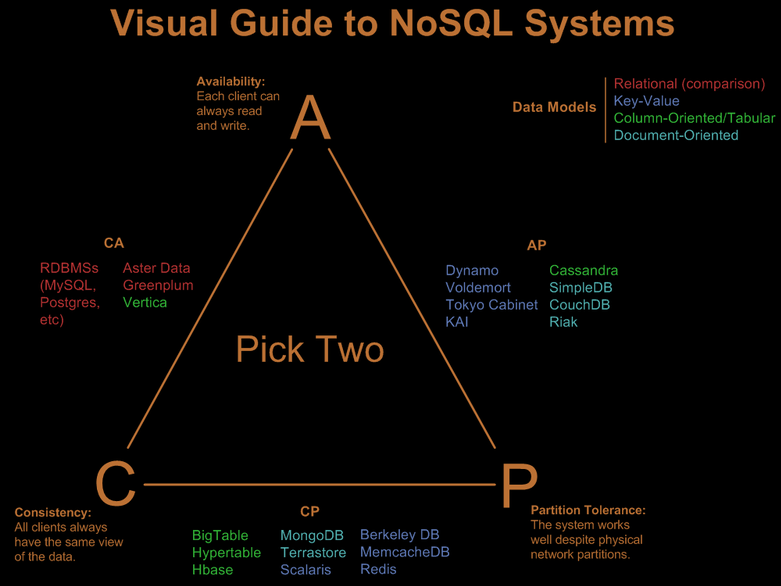 Visual Guide to NoSQL Systems
Availability:
Each client can
always read
and write.
A
Data Models
Relational (comparison)
Key-Value
Column-Oriented/Tabular
Document-Oriented
CA
RDBMSs
(MySQL,
Postgres,
etc)
Aster Data
Greenplum
Vertica
AP
Dynamo
Voldemort
Tokyo Cabinet
KAI
Cassandra
SimpleDB
CouchDB
Riak
Pick Two
C
P
Consistency:
All clients always
have the same view
of the data.
CP
BigTable
Hypertable
Hbase
MongoDB
Terrastore
Scalaris
Berkeley DB
MemcacheDB
Redis
Partition Tolerance:
The system works
well despite physical
network partitions.